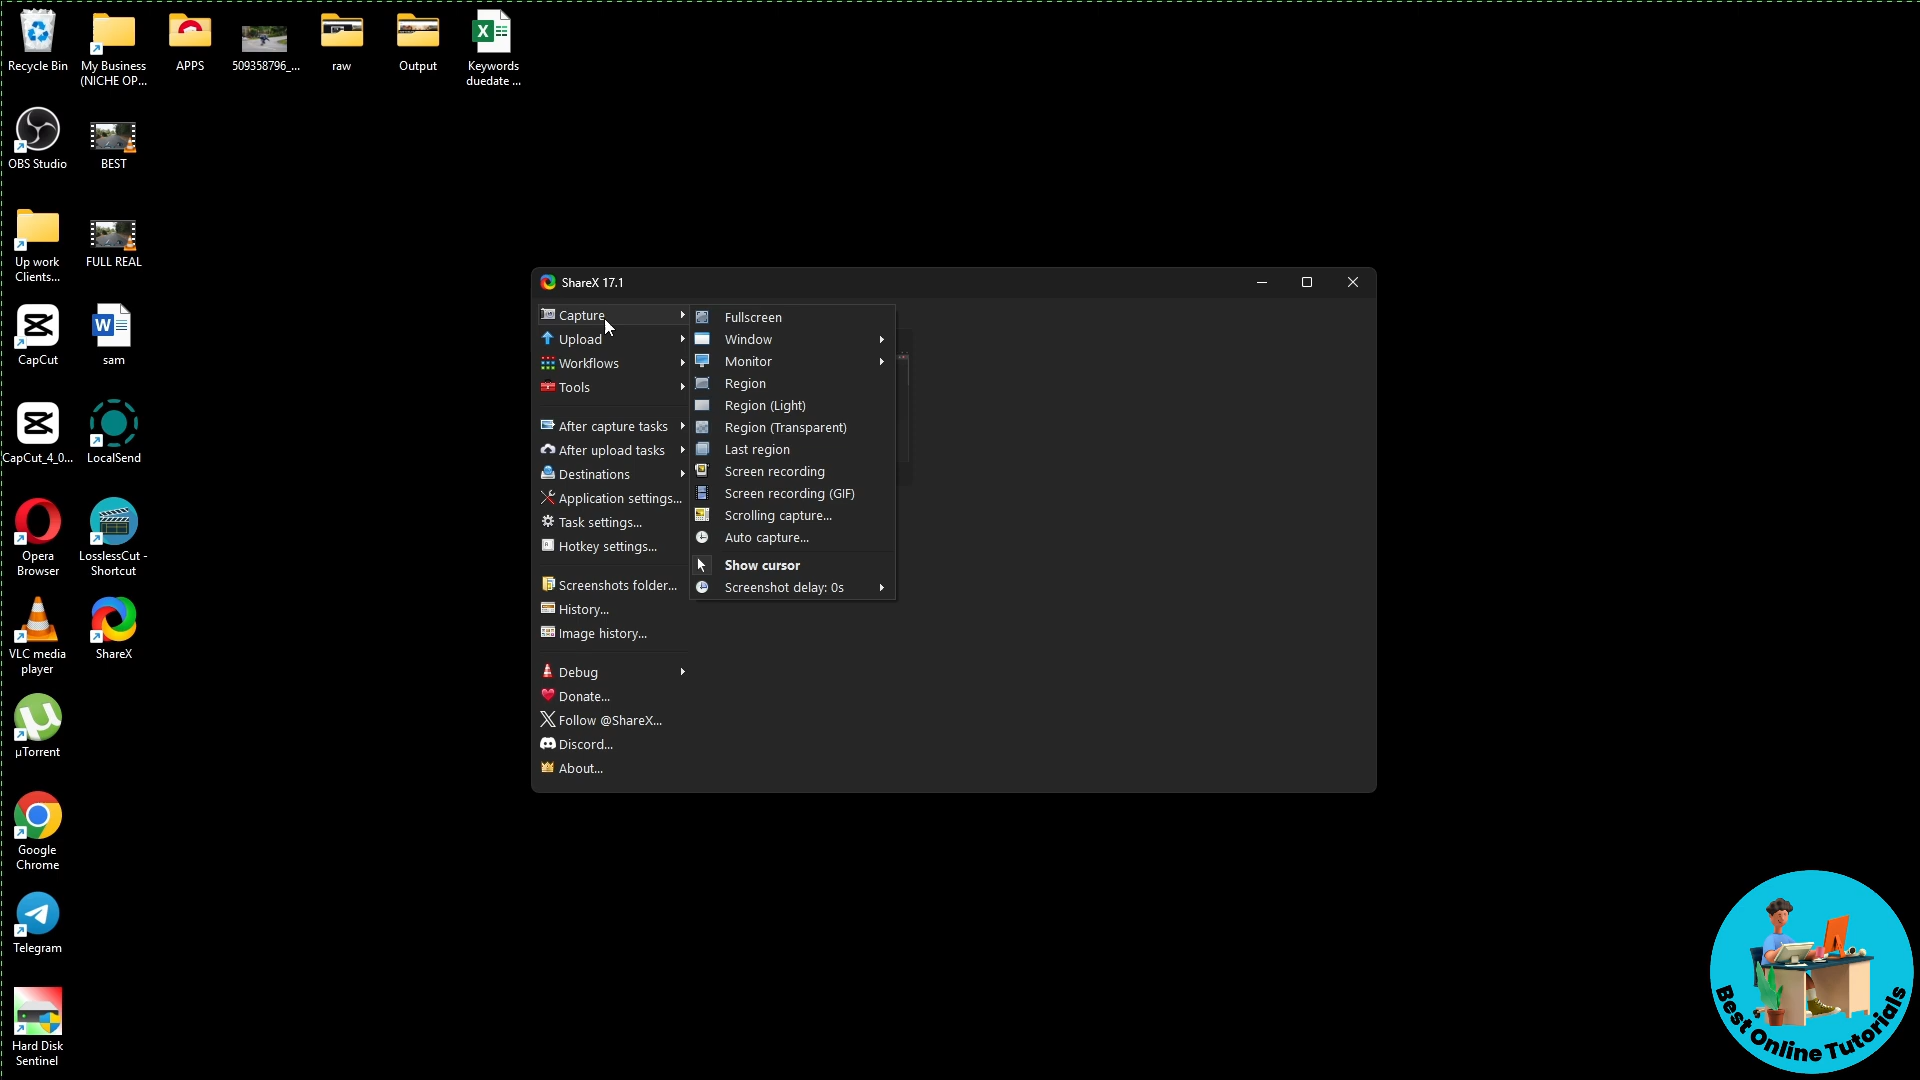 Recycle Bin
My Business
(NICHE OP...
APPS
509358796_...
raw
Output
Keywords
duedate ...
OBS Studio
BEST
Up work
Clients...
FULL REAL
CapCut
sam
CapCut_4_0...
LocalSend
Opera
Browser
LosslessCut -
Shortcut
VLC media
player
ShareX
µTorrent
Google
Chrome
Telegram
Hard Disk
Sentinel
ShareX 17.1
Capture
Upload
Workflows
Tools
After capture tasks
After upload tasks
Destinations
Application settings...
Task settings...
Hotkey settings...
Screenshots folder...
History...
Image history...
Debug
Donate...
Follow @ShareX...
Discord...
About...
Fullscreen
Window
Monitor
Region
Region (Light)
Region (Transparent)
Last region
Screen recording
Screen recording (GIF)
Scrolling capture...
Auto capture...
Show cursor
Screenshot delay: 0s
Best Online Tutorials